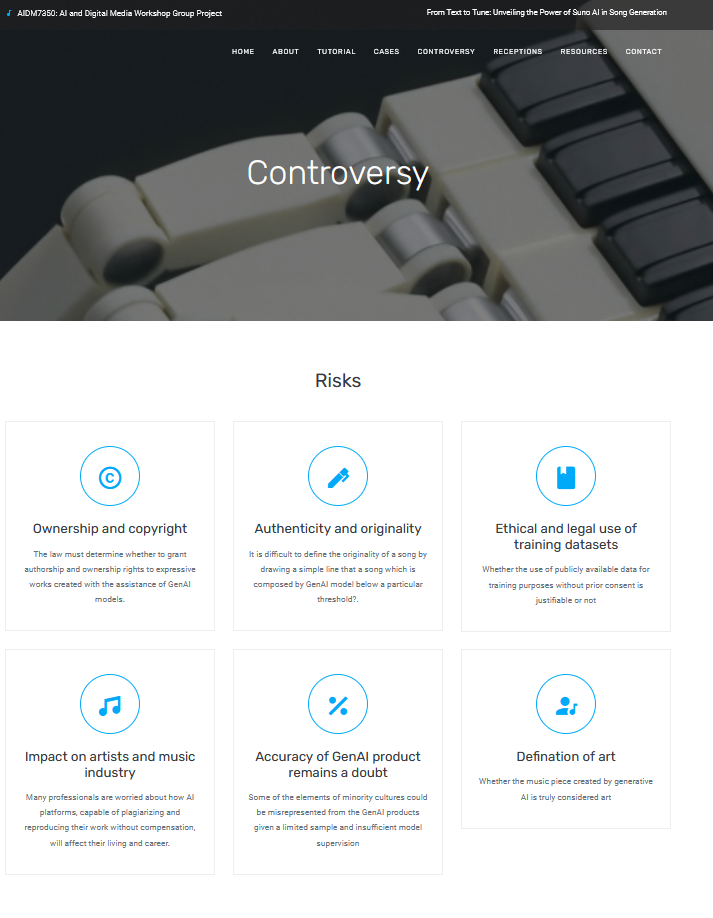 AIDM7350: AI and Digital Media Workshop Group Project
From Text to Tune: Unveiling the Power of Suno AI in Song Generation
HOME ABOUT TUTORIAL CASES CONTROVERSY RECEPTIONS RESOURCES CONTACT
Controversy
Risks
Ownership and copyright
The law must determine whether to grant
authorship and ownership rights to expressive
works created with the assistance of GenAI
models.
Authenticity and originality
It is difficult to define the originality of a song by
drawing a simple line that a song which is
composed by GenAI model below a particular
threshold?.
Ethical and legal use of
training datasets
Whether the use of publicly available data for
training purposes without prior consent is
justifiable or not
Impact on artists and music
industry
Many professionals are worried about how AI
platforms, capable of plagiarizing and
reproducing their work without compensation,
will affect their living and career.
Accuracy of GenAI product
remains a doubt
Some of the elements of minority cultures could
be misrepresented from the GenAI products
given a limited sample and insufficient model
supervision
Defination of art
Whether the music piece created by generative
AI is truly considered art